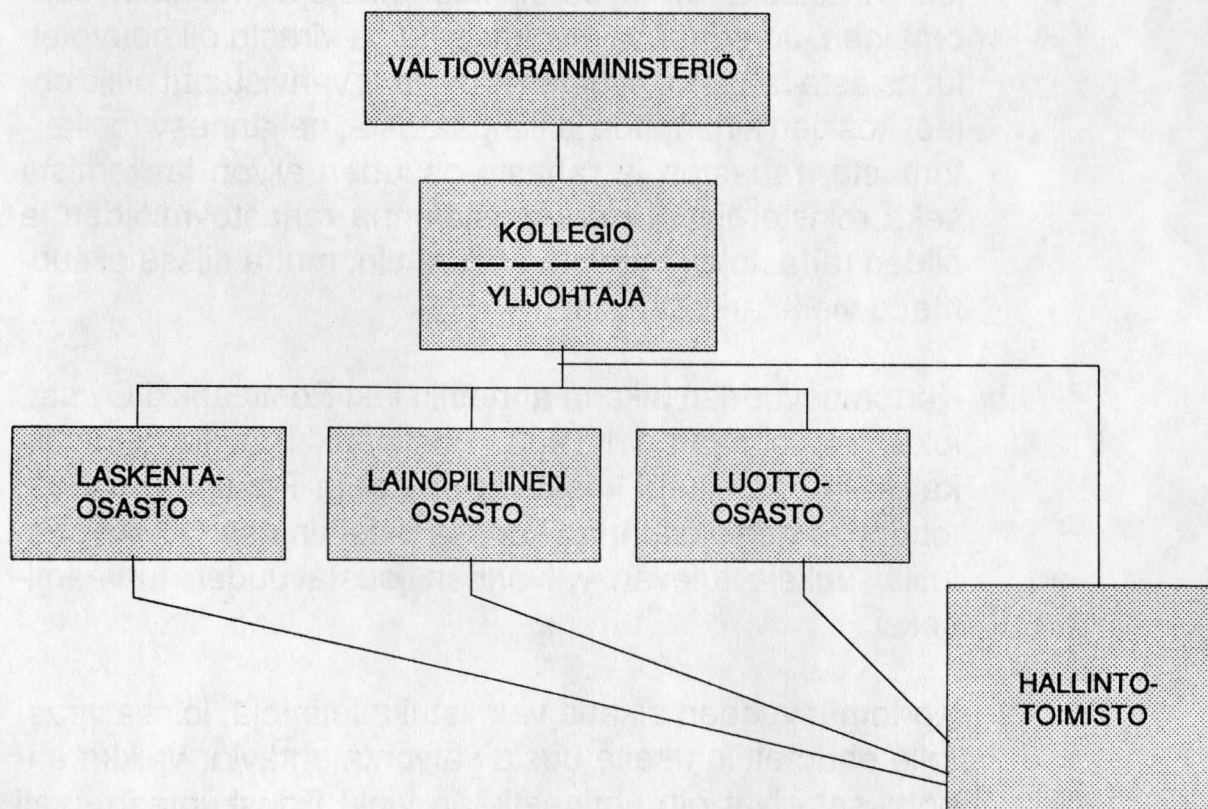 VALTIOVARAINMINISTERIÖ
KOLLEGIO
YLIJOHTAJA
LASKENTA-
OSASTO
LAINOPILLINEN
OSASTO
LUOTTO-
OSASTO
HALLINTO-
TOIMISTO